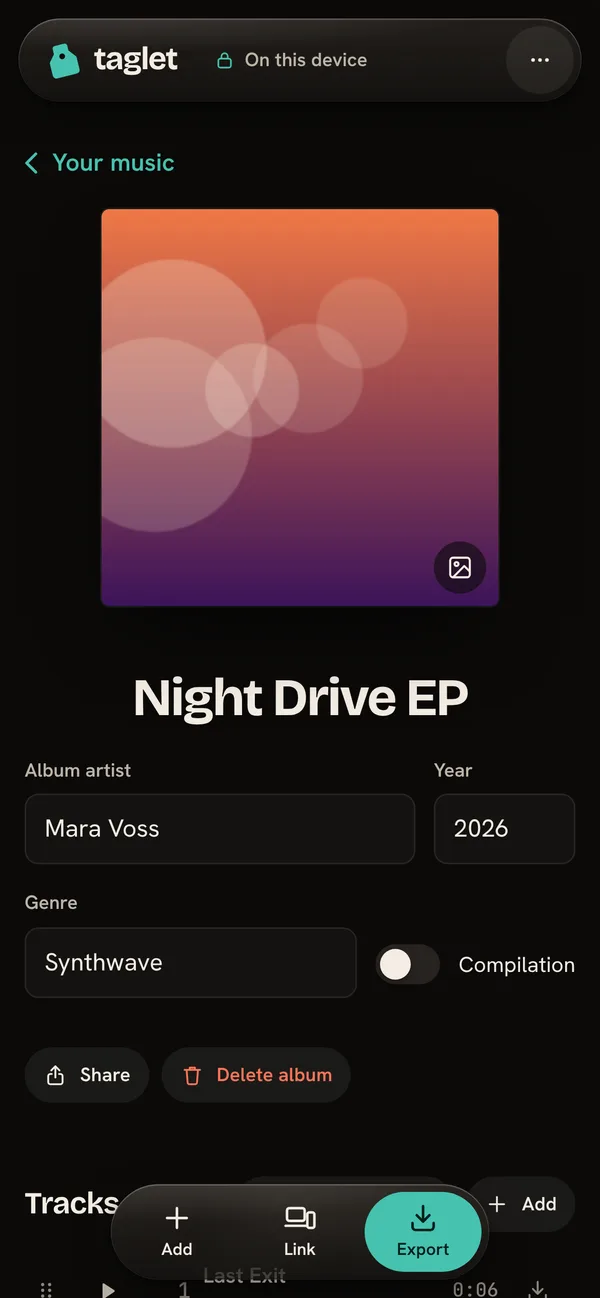 taglet
On this device
Your music
Night Drive EP
Album artist
Year
Mara Voss
2026
Genre
Synthwave
Compilation
Share
Delete album
Tracks
Add
Add
Link
Export
1
Last Exit
0:06